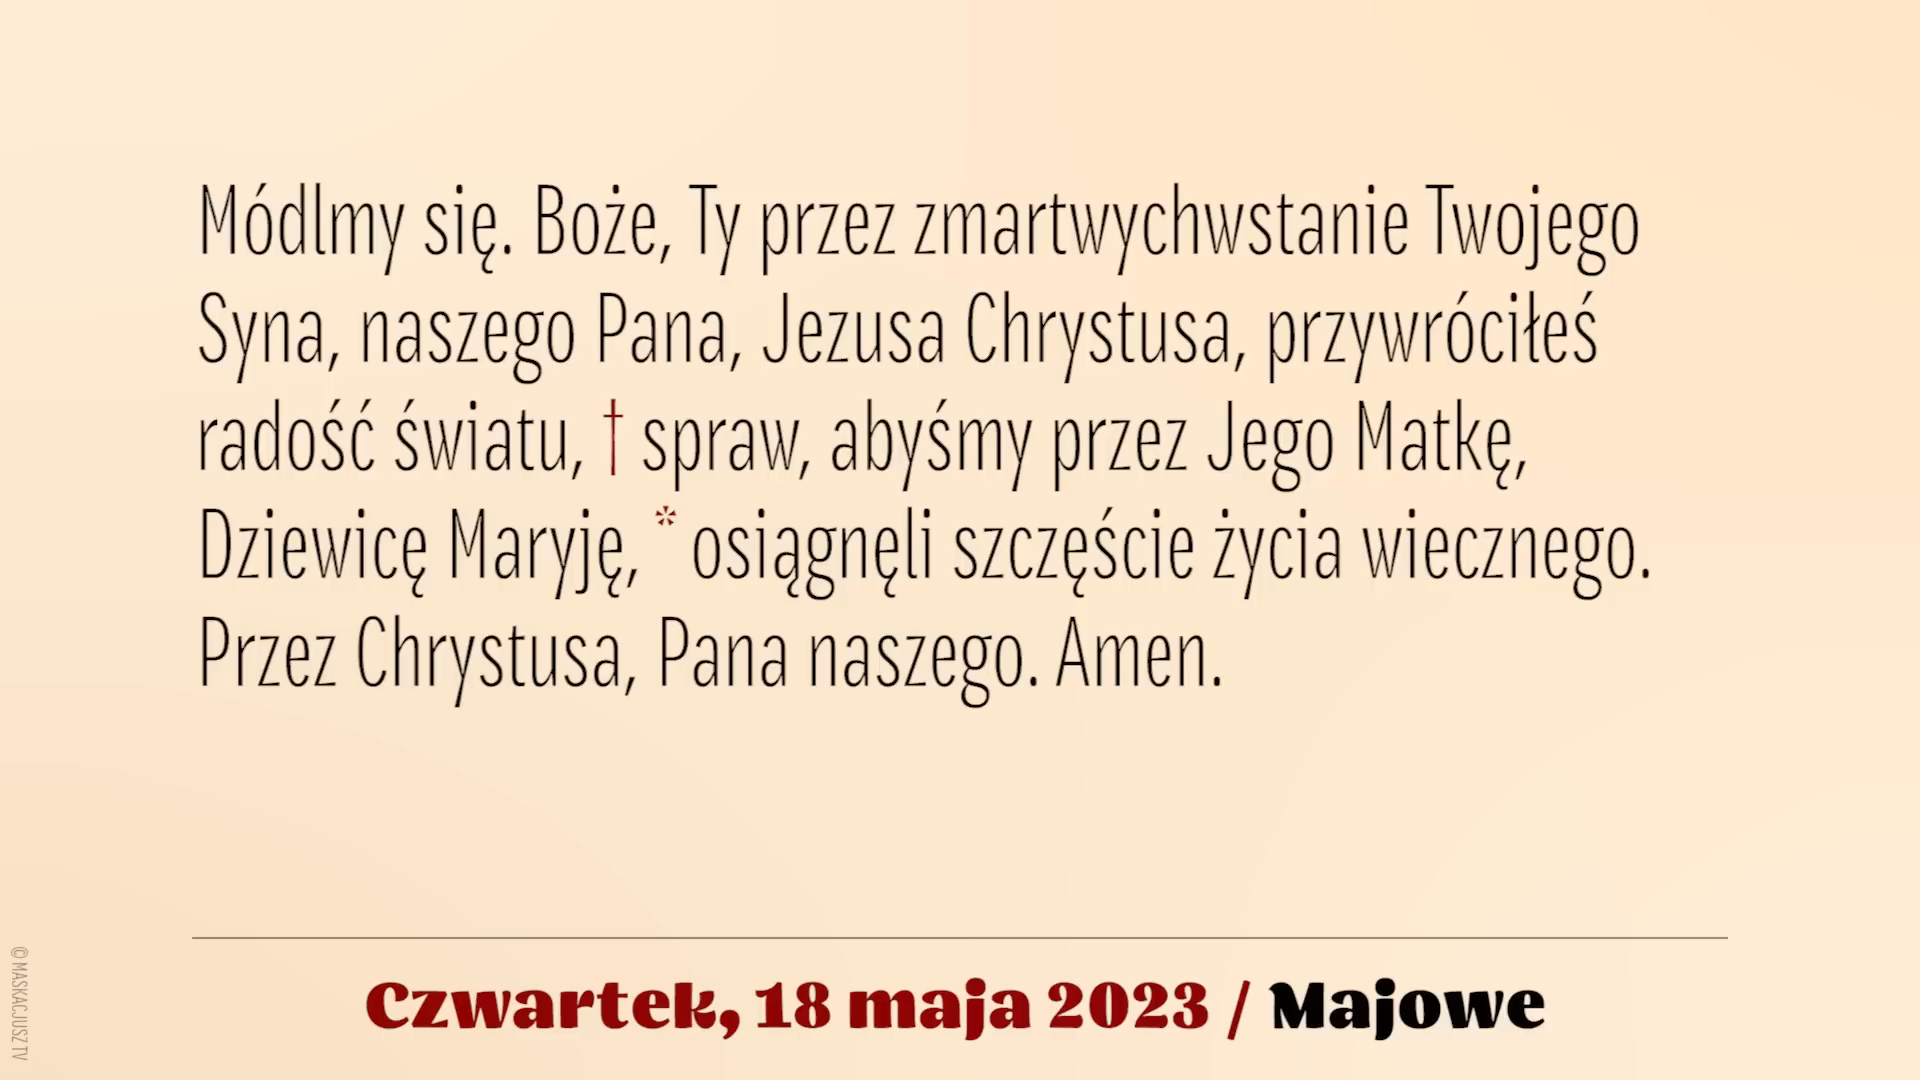 Módlmy się. Boże, Ty przez zmartwychwstanie Twojego
Syna, naszego Pana, Jezusa Chrystusa, przywróciłeś
radość światu, † spraw, abyśmy przez Jego Matkę,
Dziewicę Maryję, * osiągnęli szczęście życia wiecznego.
Przez Chrystusa, Pana naszego. Amen.
Czwartek, 18 maja 2023 / Majowe
© MASKACJUSZ TV